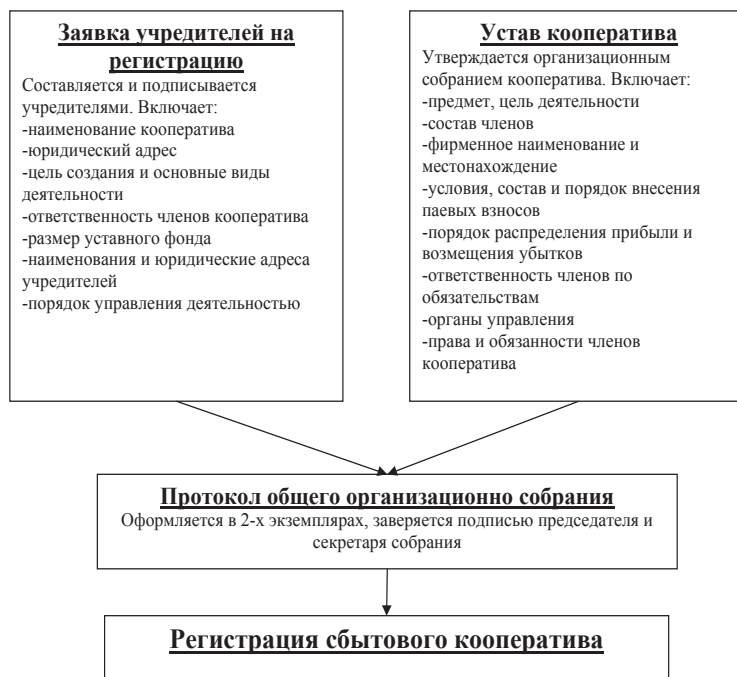 Заявка учредителей на
регистрацию
Составляется и подписывается
учредителями. Включает:
-наименование кооператива
-юридический адрес
-цель создания и основные виды
деятельности
-ответственность членов кооператива
-размер уставного фонда
-наименования и юридические адреса
учредителей
-порядок управления деятельностью
Устав кооператива
Утверждается организационным
собранием кооператива. Включает:
-предмет, цель деятельности
-состав членов
-фирменное наименование и
местонахождение
-условия, состав и порядок внесения
паевых взносов
-порядок распределения прибыли и
возмещения убытков
-ответственность членов по
обязательствам
-органы управления
-права и обязанности членов
кооператива
Протокол общего организационно собрания
Оформляется в 2-х экземплярах, заверяется подписью председателя и
секретаря собрания
Регистрация сбытового кооператива